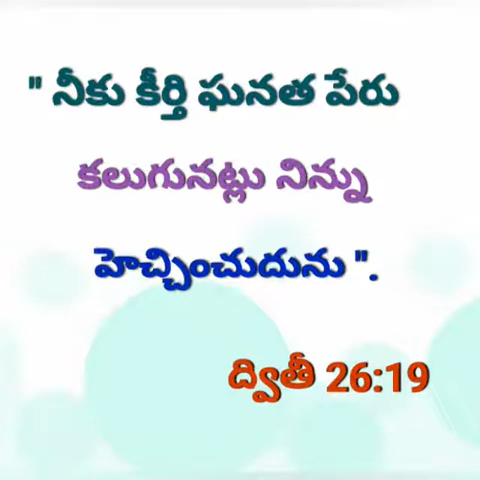 " నీకు కీర్తి ఘనత పేరు
కలుగునట్లు నిన్ను
హెచ్చించుదును ".
ద్వితీ 26:19